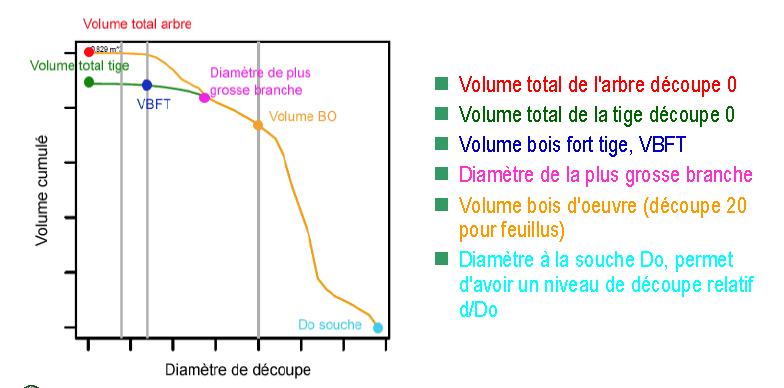 Volume total arbre
0.829 m³
Volume total tige
Diamètre de plus
grosse branche
VBFT
Volume BO
Do souche
Volume cumulé
Diamètre de découpe
Volume total de l'arbre découpe 0
Volume total de la tige découpe 0
Volume bois fort tige, VBFT
Diamètre de la plus grosse branche
Volume bois d'oeuvre (découpe 20
pour feuillus)
Diamètre à la souche Do, permet
d'avoir un niveau de découpe relatif
d/Do